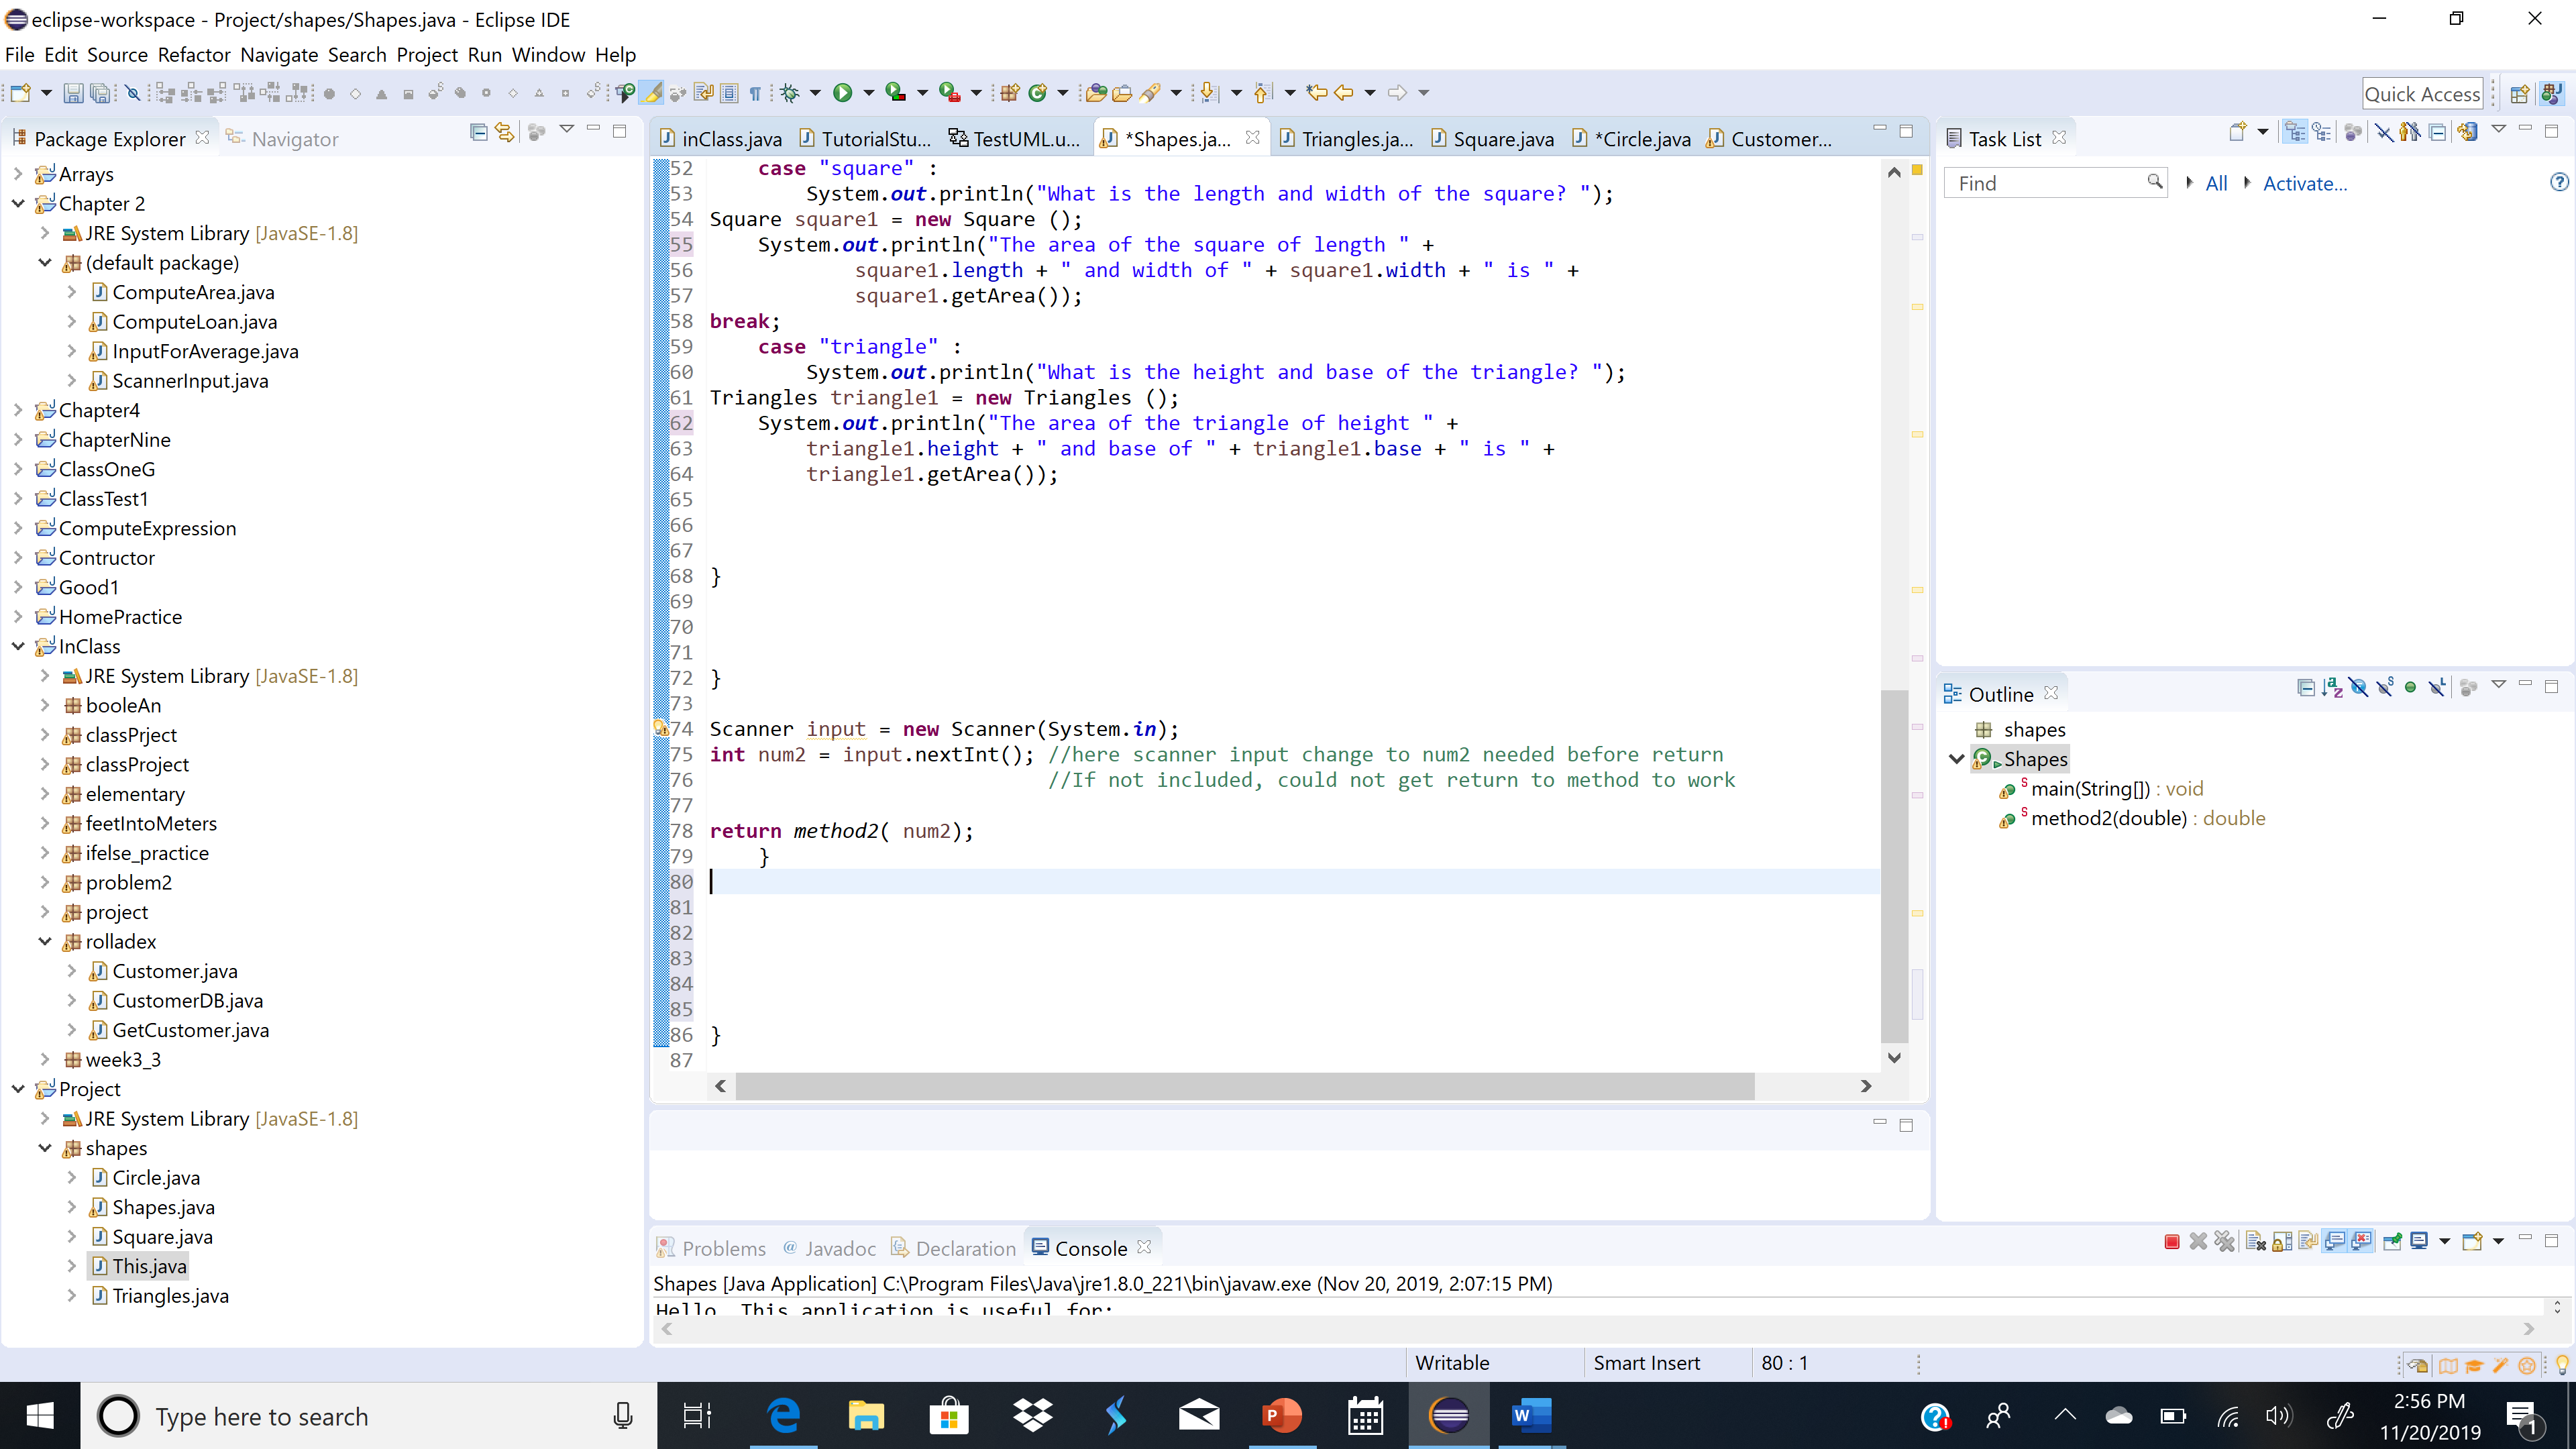 eclipse-workspace - Project/shapes/Shapes.java - Eclipse IDE
File Edit Source Refactor Navigate Search Project Run Window Help
Quick Access
Package Explorer Navigator
Arrays
Chapter 2
JRE System Library [JavaSE-1.8]
(default package)
ComputeArea.java
ComputeLoan.java
InputForAverage.java
ScannerInput.java
Chapter4
ChapterNine
ClassOneG
ClassTest1
ComputeExpression
Contructor
Good1
HomePractice
InClass
JRE System Library [JavaSE-1.8]
booleAn
classPrject
classProject
elementary
feetIntoMeters
ifelse_practice
problem2
project
rolladex
Customer.java
CustomerDB.java
GetCustomer.java
week3_3
Project
JRE System Library [JavaSE-1.8]
shapes
Circle.java
Shapes.java
Square.java
This.java
Triangles.java
inClass.java TutorialStu... TestUML.u... *Shapes.ja... Triangles.ja... Square.java *Circle.java Customer...
52 case "square" :
53 System.out.println("What is the length and width of the square? ");
54 Square square1 = new Square ();
55 System.out.println("The area of the square of length " +
56 square1.length + " and width of " + square1.width + " is " +
57 square1.getArea());
58 break;
59 case "triangle" :
60 System.out.println("What is the height and base of the triangle? ");
61 Triangles triangle1 = new Triangles ();
62 System.out.println("The area of the triangle of height " +
63 triangle1.height + " and base of " + triangle1.base + " is " +
64 triangle1.getArea());
65
66
67
68 }
69
70
71
72 }
73
74 Scanner input = new Scanner(System.in);
75 int num2 = input.nextInt(); //here scanner input change to num2 needed before return
76 //If not included, could not get return to method to work
77
78 return method2( num2);
79 }
80
81
82
83
84
85
86 }
87
Task List
Find All Activate...
Outline
shapes
Shapes
main(String[]) : void
method2(double) : double
Problems Javadoc Declaration Console
Shapes [Java Application] C:\Program Files\Java\jre1.8.0_221\bin\javaw.exe (Nov 20, 2019, 2:07:15 PM)
Hello. This application is useful for:
Writable Smart Insert 80 : 1
Type here to search
2:56 PM
11/20/2019
1